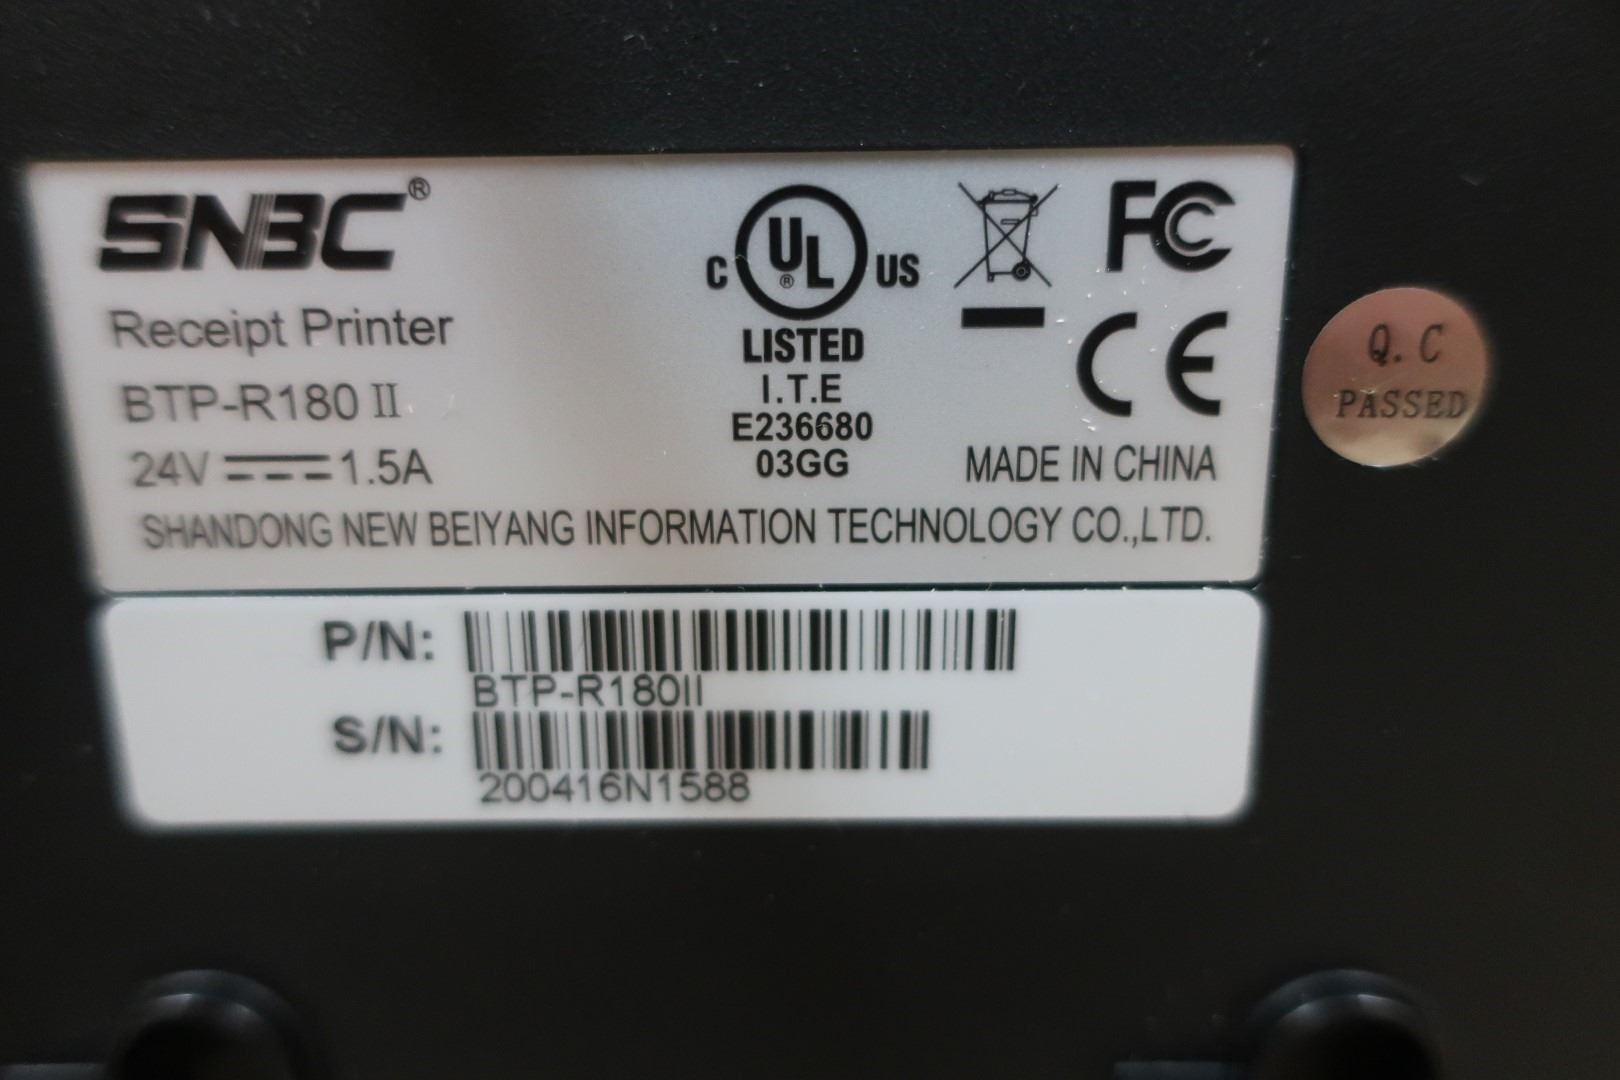 SNBC®
Receipt Printer
BTP-R180 II
24V 1.5A
C UL® US
LISTED
I.T.E
E236680
03GG
FC
CE
MADE IN CHINA
SHANDONG NEW BEIYANG INFORMATION TECHNOLOGY CO.,LTD.
Q.C
PASSED
P/N:
BTP-R180II
S/N:
200416N1588